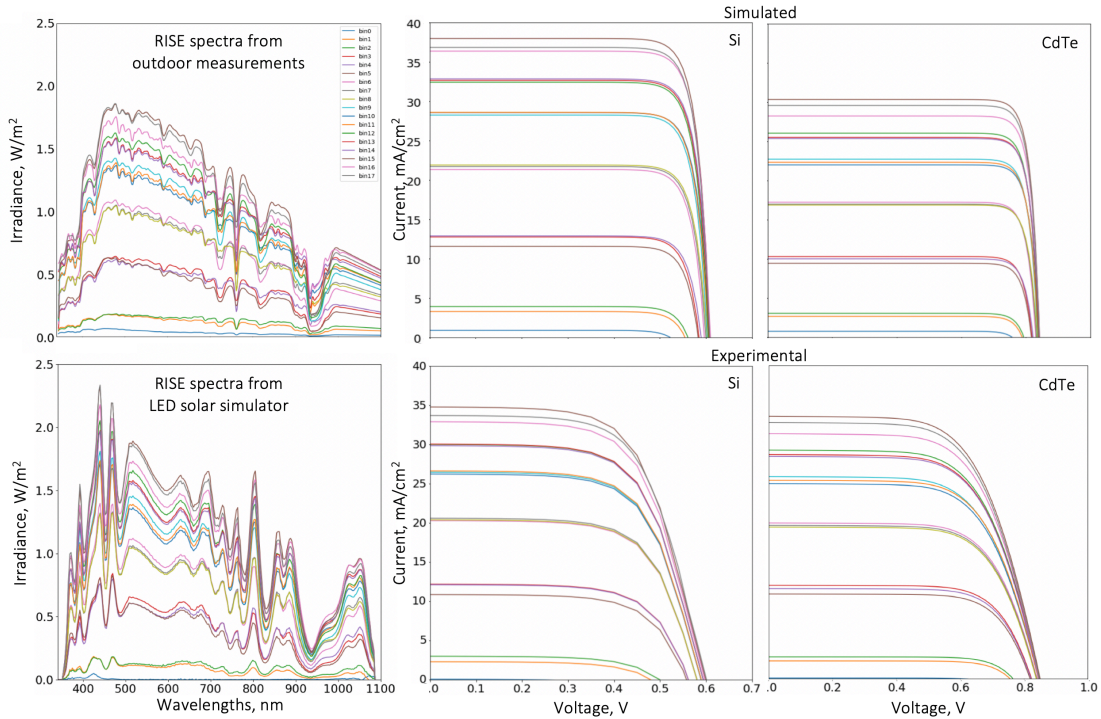 Simulated
2.5
2.0
1.5
1.0
0.5
0.0
Irradiance, W/m2
RISE spectra from
outdoor measurements
bin0
bin1
bin2
bin3
bin4
bin5
bin6
bin7
bin8
bin9
bin10
bin11
bin12
bin13
bin14
bin15
bin16
bin17
40
35
30
25
20
15
10
5
0
Current, mA/cm2
Si
CdTe
Experimental
2.5
2.0
1.5
1.0
0.5
0.0
Irradiance, W/m2
RISE spectra from
LED solar simulator
400 500 600 700 800 900 1000 1100
Wavelengths, nm
40
35
30
25
20
15
10
5
0
Current, mA/cm2
Si
.0 0.1 0.2 0.3 0.4 0.5 0.6 0.7
Voltage, V
CdTe
.0 0.2 0.4 0.6 0.8 1.0
Voltage, V